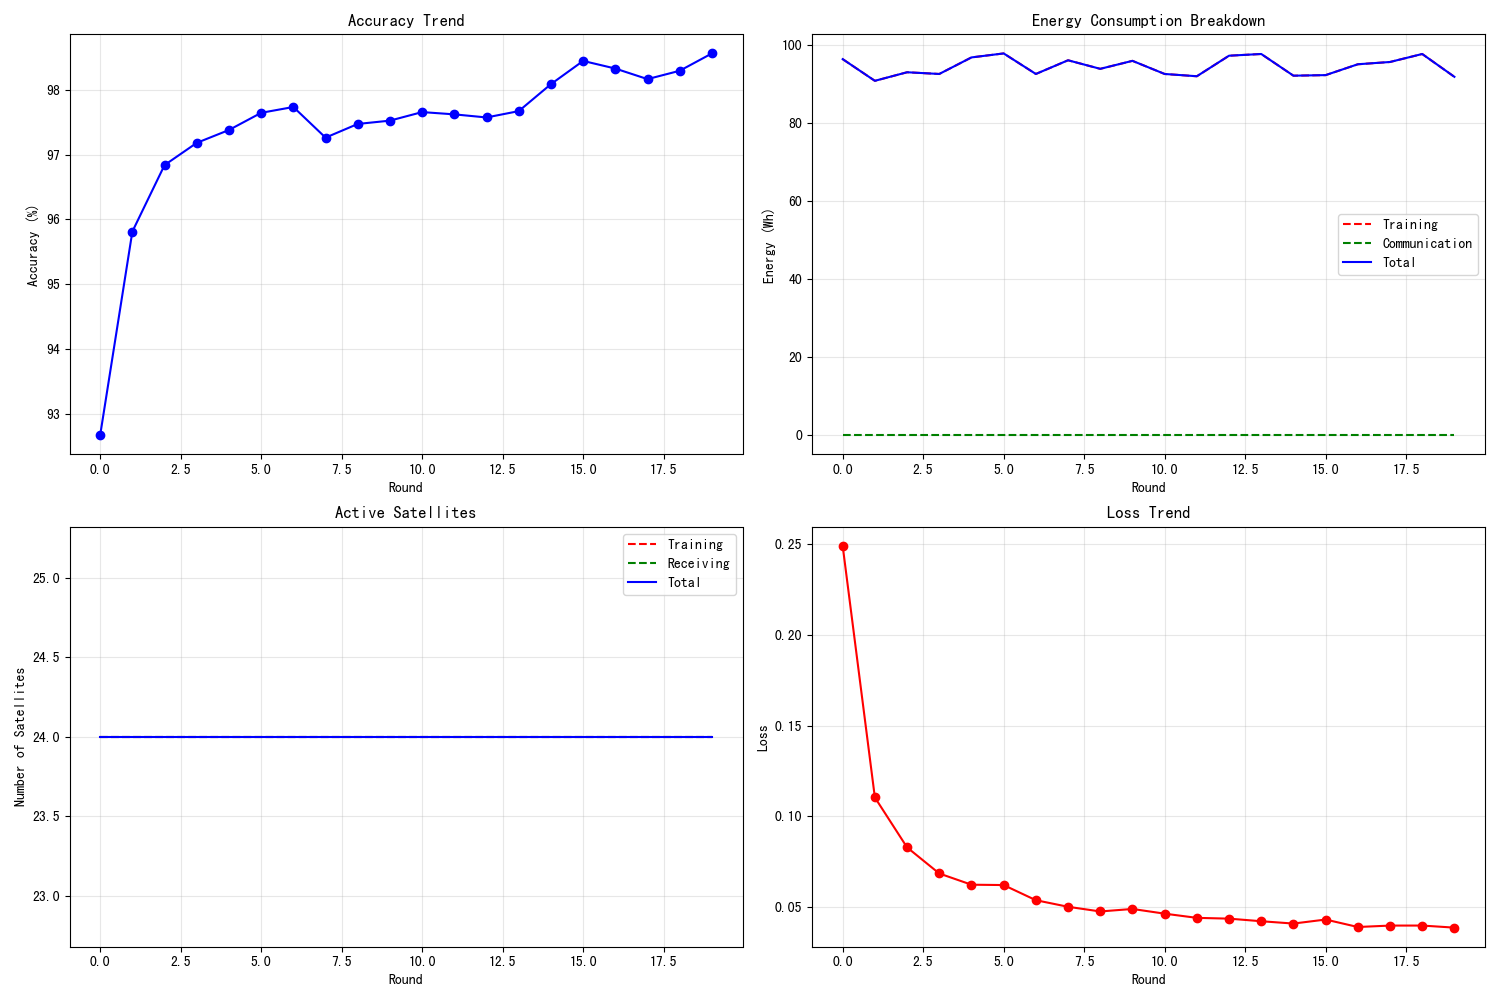 Accuracy Trend
Accuracy (%)
98
97
96
95
94
93
0.0 2.5 5.0 7.5 10.0 12.5 15.0 17.5
Round
Energy Consumption Breakdown
Energy (Wh)
100
80
60
40
20
0
Training
Communication
Total
0.0 2.5 5.0 7.5 10.0 12.5 15.0 17.5
Round
Active Satellites
Number of Satellites
25.0
24.5
24.0
23.5
23.0
Training
Receiving
Total
0.0 2.5 5.0 7.5 10.0 12.5 15.0 17.5
Round
Loss Trend
Loss
0.25
0.20
0.15
0.10
0.05
0.0 2.5 5.0 7.5 10.0 12.5 15.0 17.5
Round